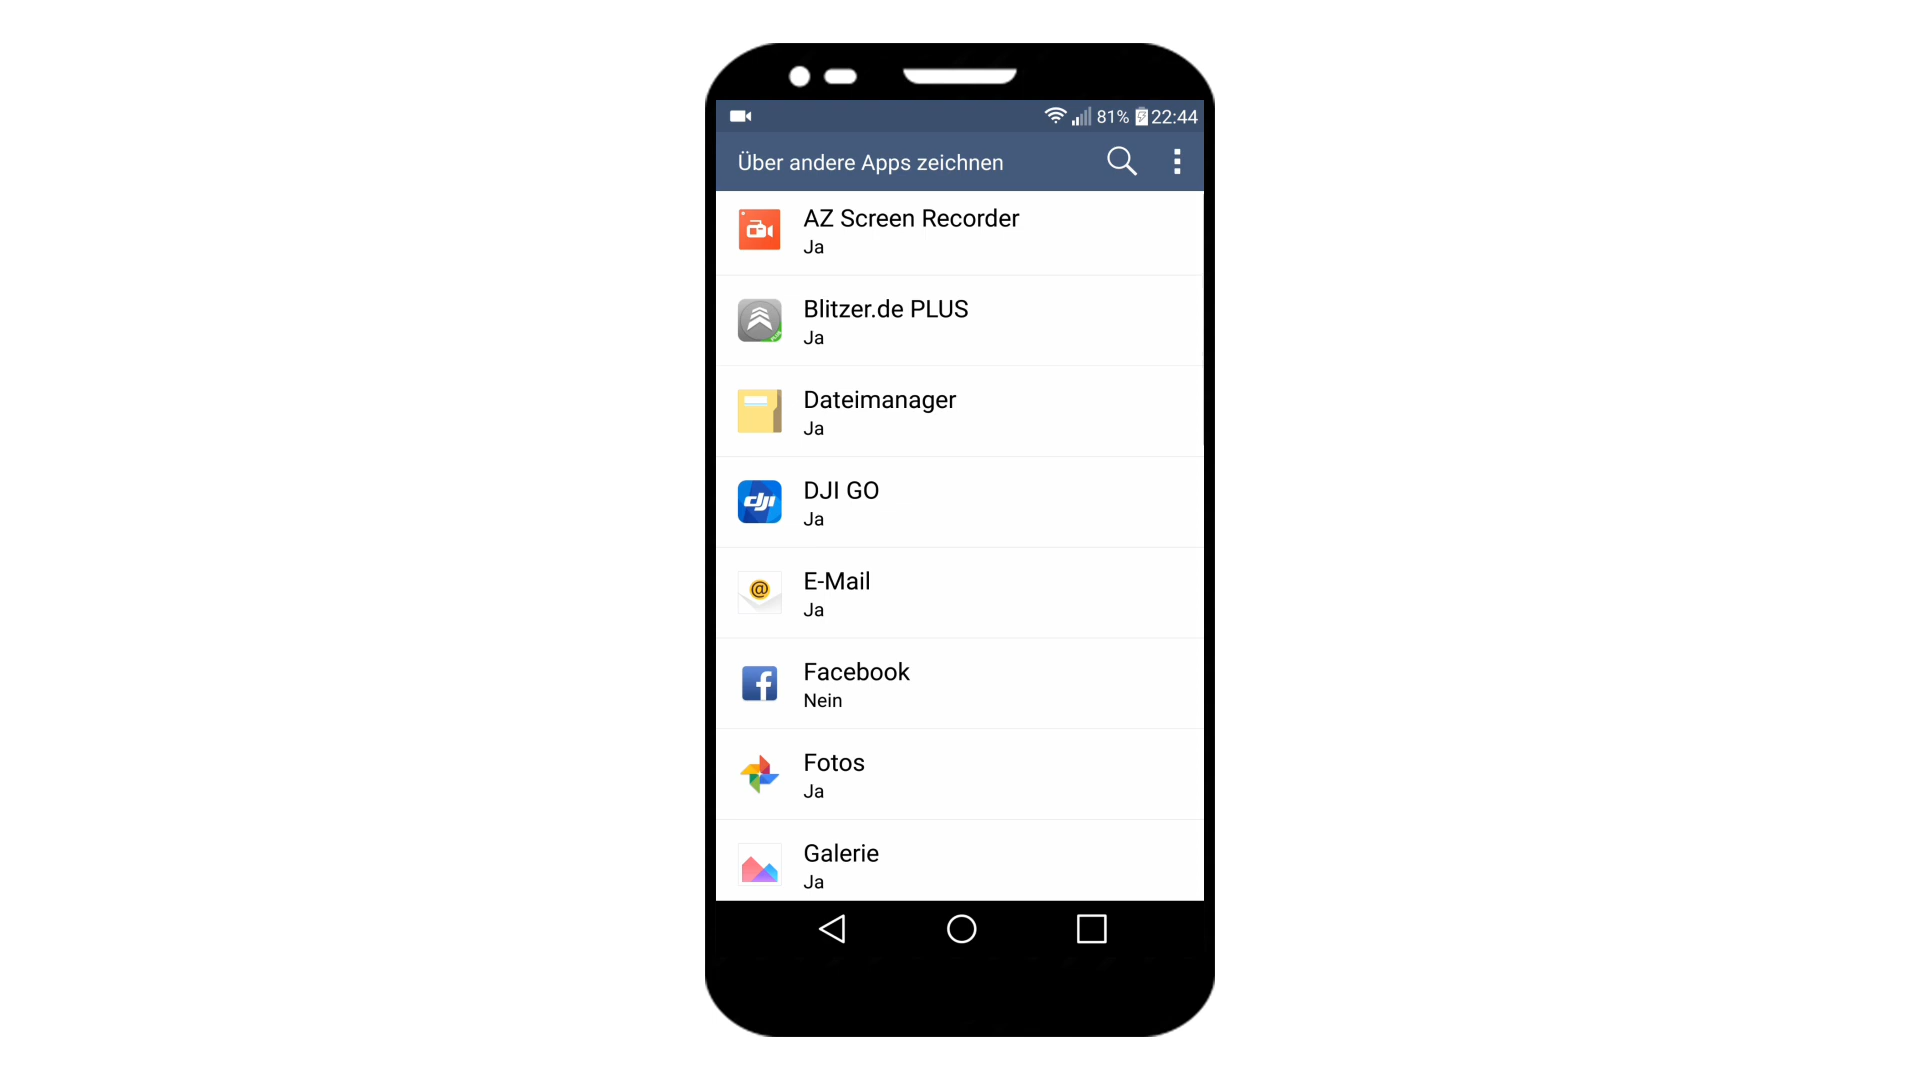 81% 22:44
Über andere Apps zeichnen
AZ Screen Recorder
Ja
Blitzer.de PLUS
Ja
Dateimanager
Ja
dji
DJI GO
Ja
@
E-Mail
Ja
f
Facebook
Nein
Fotos
Ja
Galerie
Ja